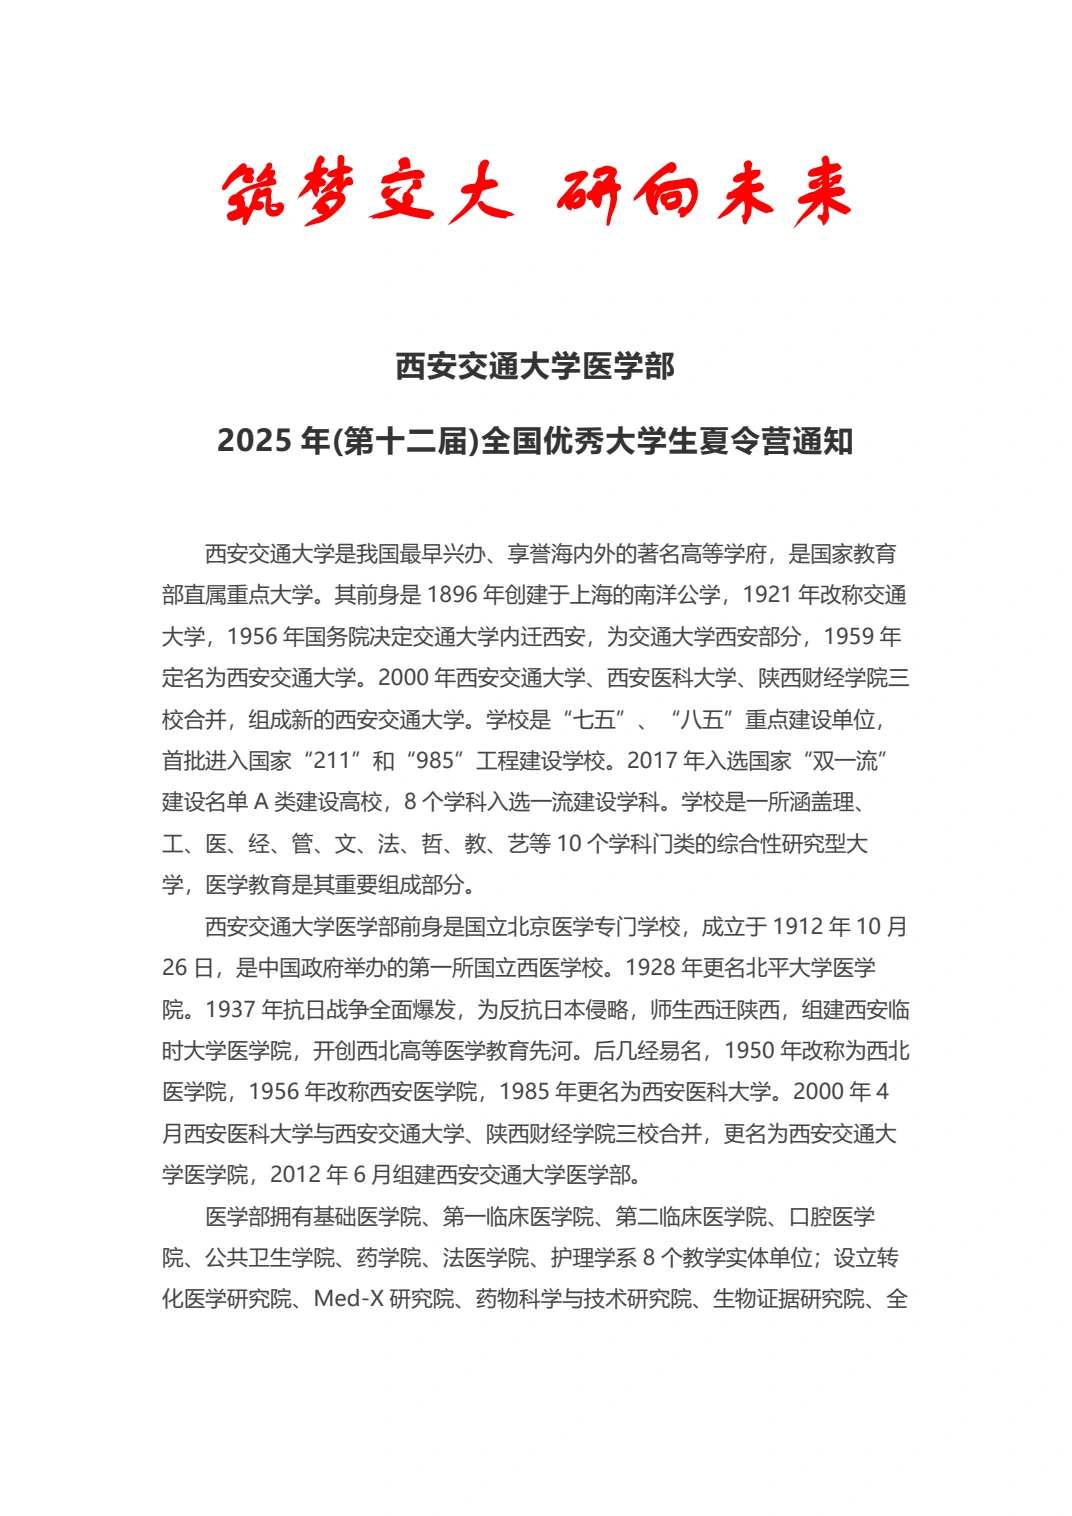 筑梦交大 研向未来
西安交通大学医学部
2025 年(第十二届)全国优秀大学生夏令营通知
西安交通大学是我国最早兴办、享誉海内外的著名高等学府，是国家教育
部直属重点大学。其前身是 1896 年创建于上海的南洋公学，1921 年改称交通
大学，1956 年国务院决定交通大学内迁西安，为交通大学西安部分，1959 年
定名为西安交通大学。2000 年西安交通大学、西安医科大学、陕西财经学院三
校合并，组成新的西安交通大学。学校是“七五”、“八五”重点建设单位，
首批进入国家“211”和“985”工程建设学校。2017 年入选国家“双一流”
建设名单 A 类建设高校，8 个学科入选一流建设学科。学校是一所涵盖理、
工、医、经、管、文、法、哲、教、艺等 10 个学科门类的综合性研究型大
学，医学教育是其重要组成部分。
西安交通大学医学部前身是国立北京医学专门学校，成立于 1912 年 10 月
26 日，是中国政府举办的第一所国立西医学校。1928 年更名北平大学医学
院。1937 年抗日战争全面爆发，为反抗日本侵略，师生西迁陕西，组建西安临
时大学医学院，开创西北高等医学教育先河。后几经易名，1950 年改称为西北
医学院，1956 年改称西安医学院，1985 年更名为西安医科大学。2000 年 4
月西安医科大学与西安交通大学、陕西财经学院三校合并，更名为西安交通大
学医学院，2012 年 6 月组建西安交通大学医学部。
医学部拥有基础医学院、第一临床医学院、第二临床医学院、口腔医学
院、公共卫生学院、药学院、法医学院、护理学系 8 个教学实体单位；设立转
化医学研究院、Med-X 研究院、药物科学与技术研究院、生物证据研究院、全